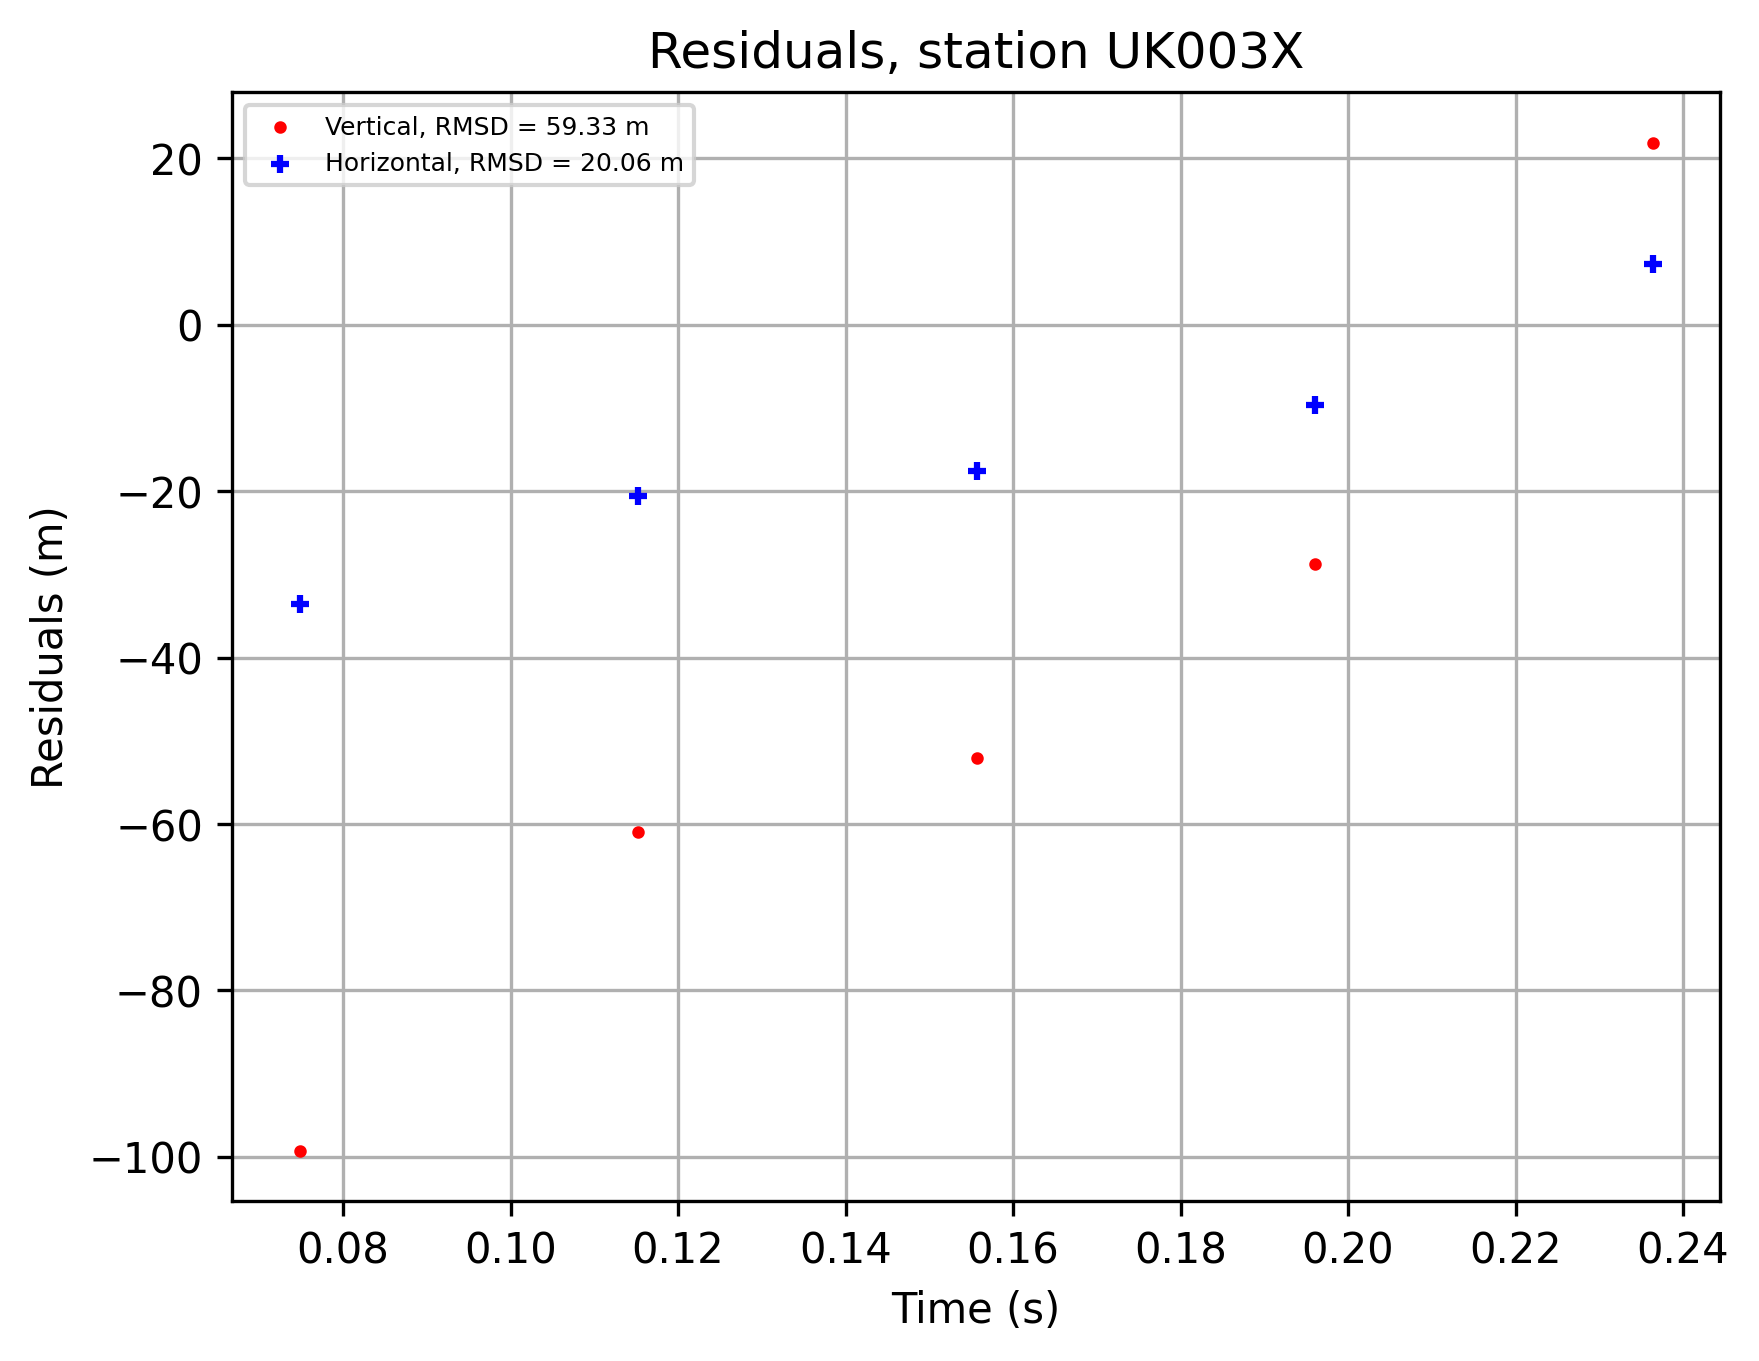 Residuals, station UK003X
Vertical, RMSD = 59.33 m
Horizontal, RMSD = 20.06 m
20
0
−20
−40
−60
−80
−100
Residuals (m)
0.08 0.10 0.12 0.14 0.16 0.18 0.20 0.22 0.24
Time (s)